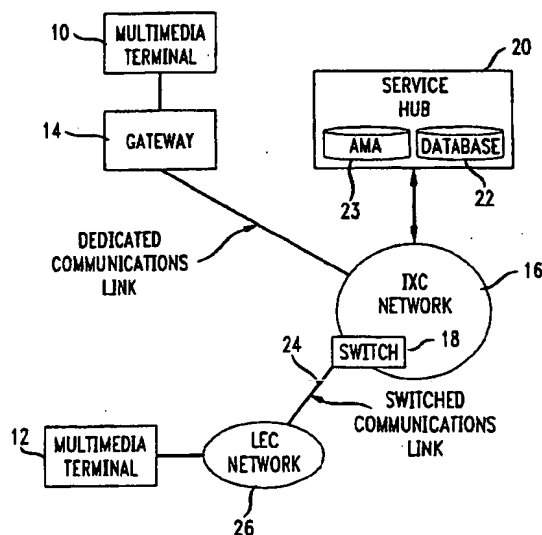 10
MULTIMEDIA
TERMINAL
14
GATEWAY
20
SERVICE
HUB
AMA
DATABASE
23
22
DEDICATED
COMMUNICATIONS
LINK
IXC
NETWORK
16
SWITCH
18
24
SWITCHED
COMMUNICATIONS
LINK
12
MULTIMEDIA
TERMINAL
LEC
NETWORK
26